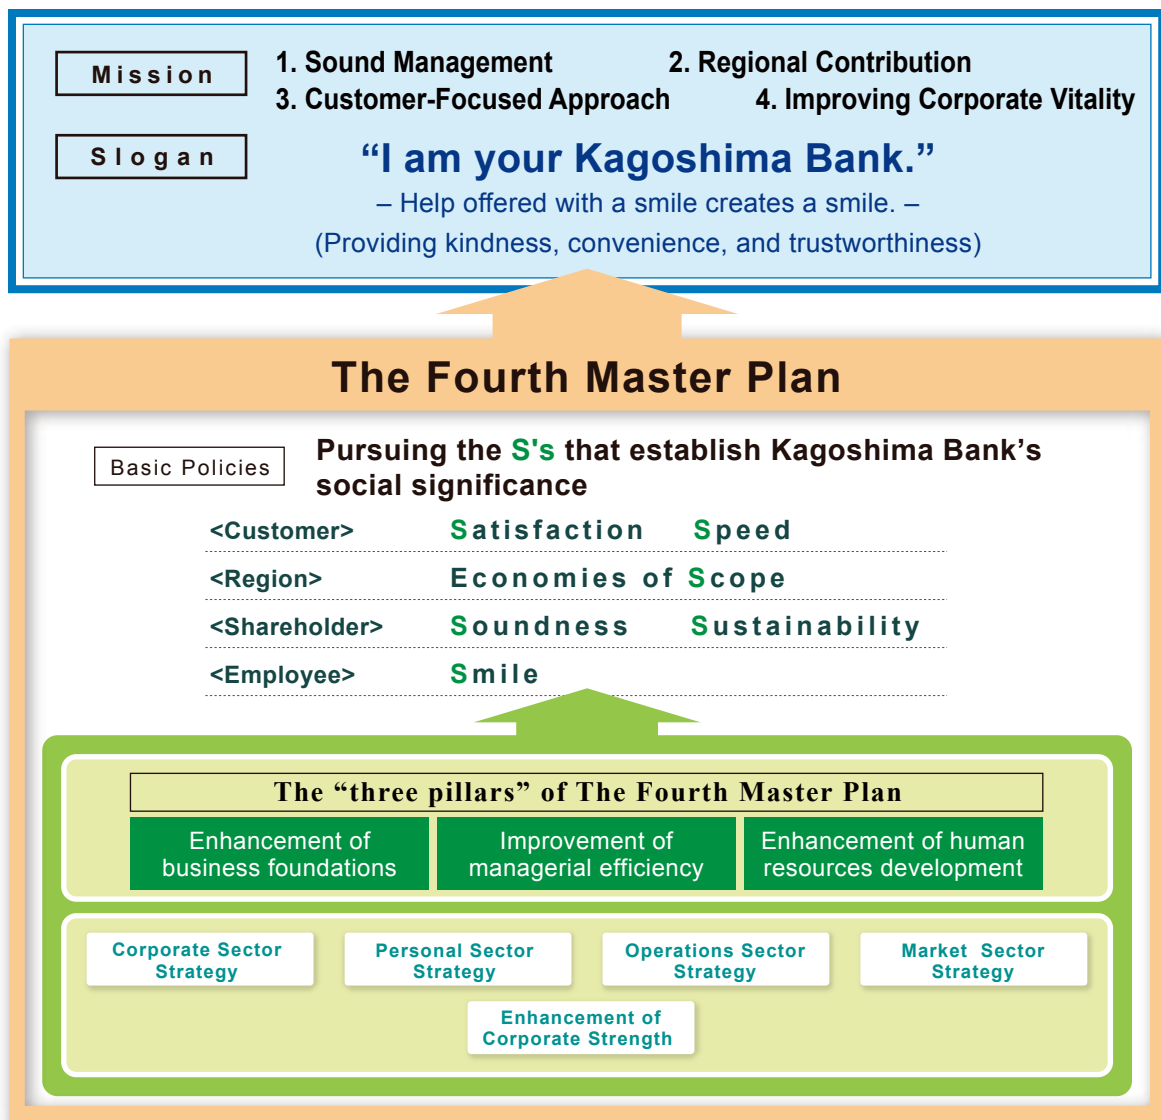 Mission
1. Sound Management 2. Regional Contribution
3. Customer-Focused Approach 4. Improving Corporate Vitality
Slogan
“I am your Kagoshima Bank.”
– Help offered with a smile creates a smile. –
(Providing kindness, convenience, and trustworthiness)
The Fourth Master Plan
Basic Policies
Pursuing the S's that establish Kagoshima Bank’s
social significance
<Customer> Satisfaction Speed
<Region> Economies of Scope
<Shareholder> Soundness Sustainability
<Employee> Smile
The “three pillars” of The Fourth Master Plan
Enhancement of
business foundations
Improvement of
managerial efficiency
Enhancement of human
resources development
Corporate Sector
Strategy
Personal Sector
Strategy
Operations Sector
Strategy
Market Sector
Strategy
Enhancement of
Corporate Strength